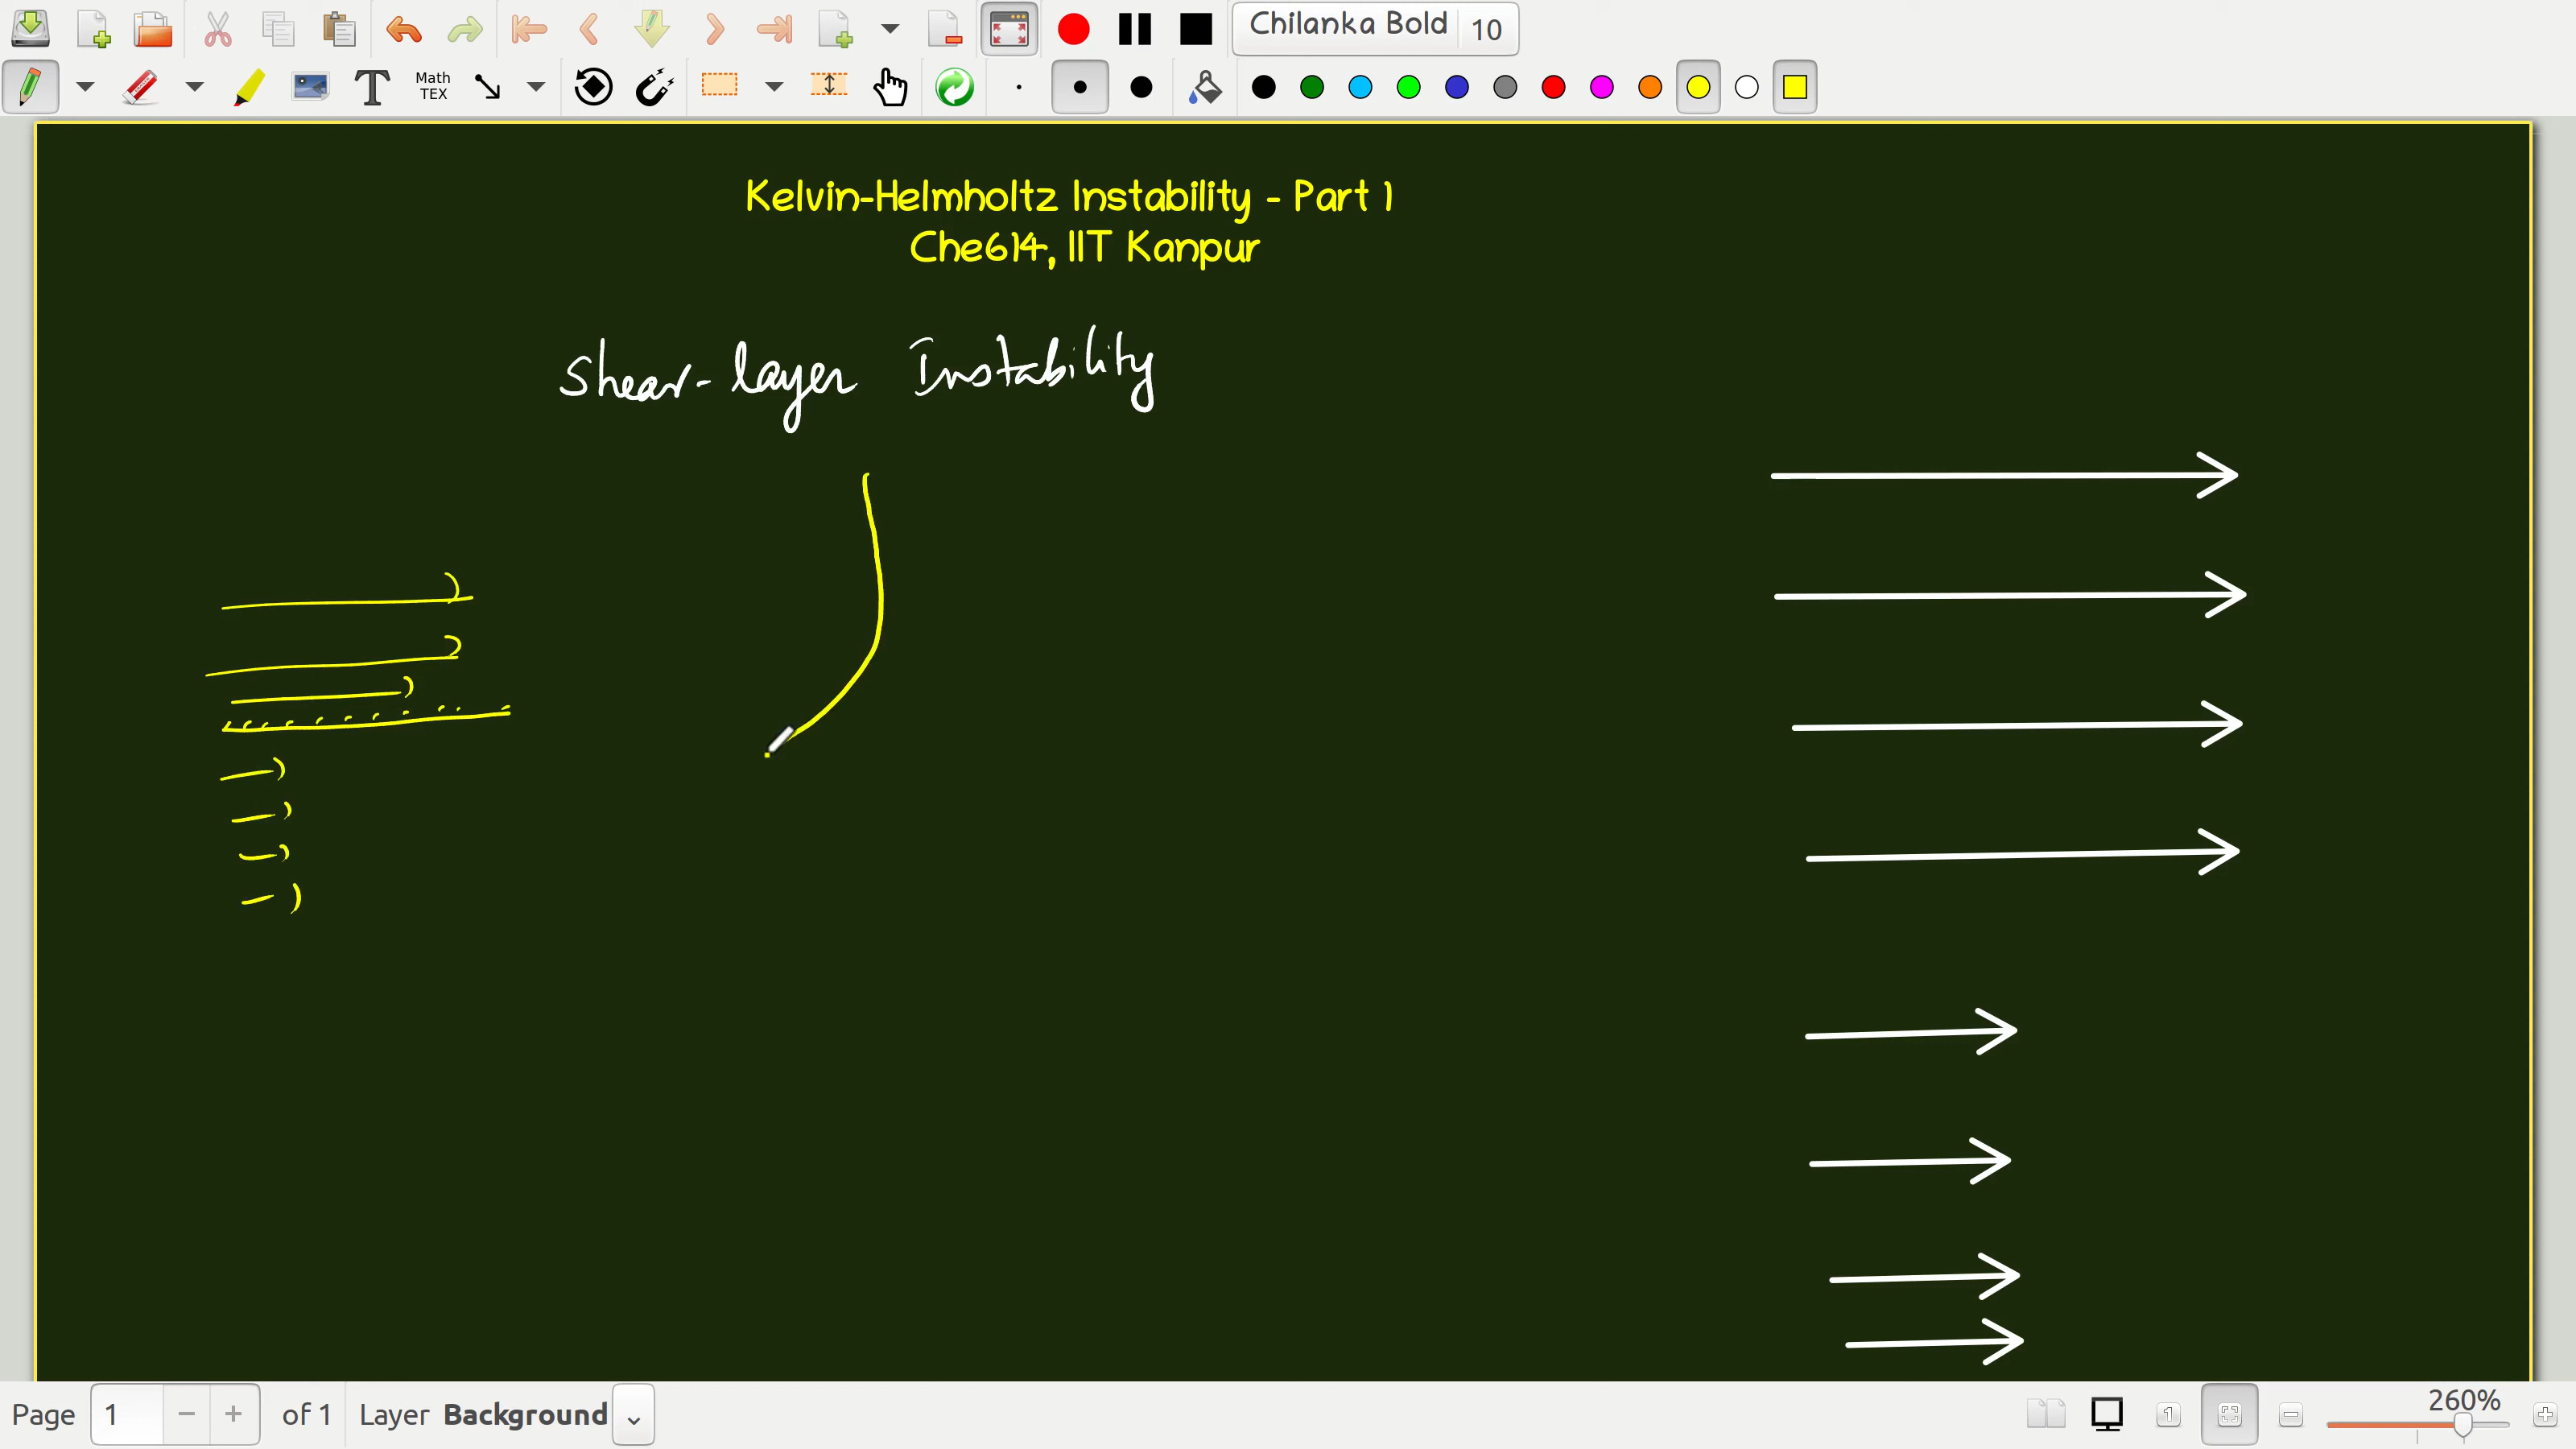 Chilanka Bold 10
Math
TEX
Kelvin-Helmholtz Instability - Part 1
Che614, IIT Kanpur
Shear-layer Instability
Page 1 of 1 Layer Background
1
260%